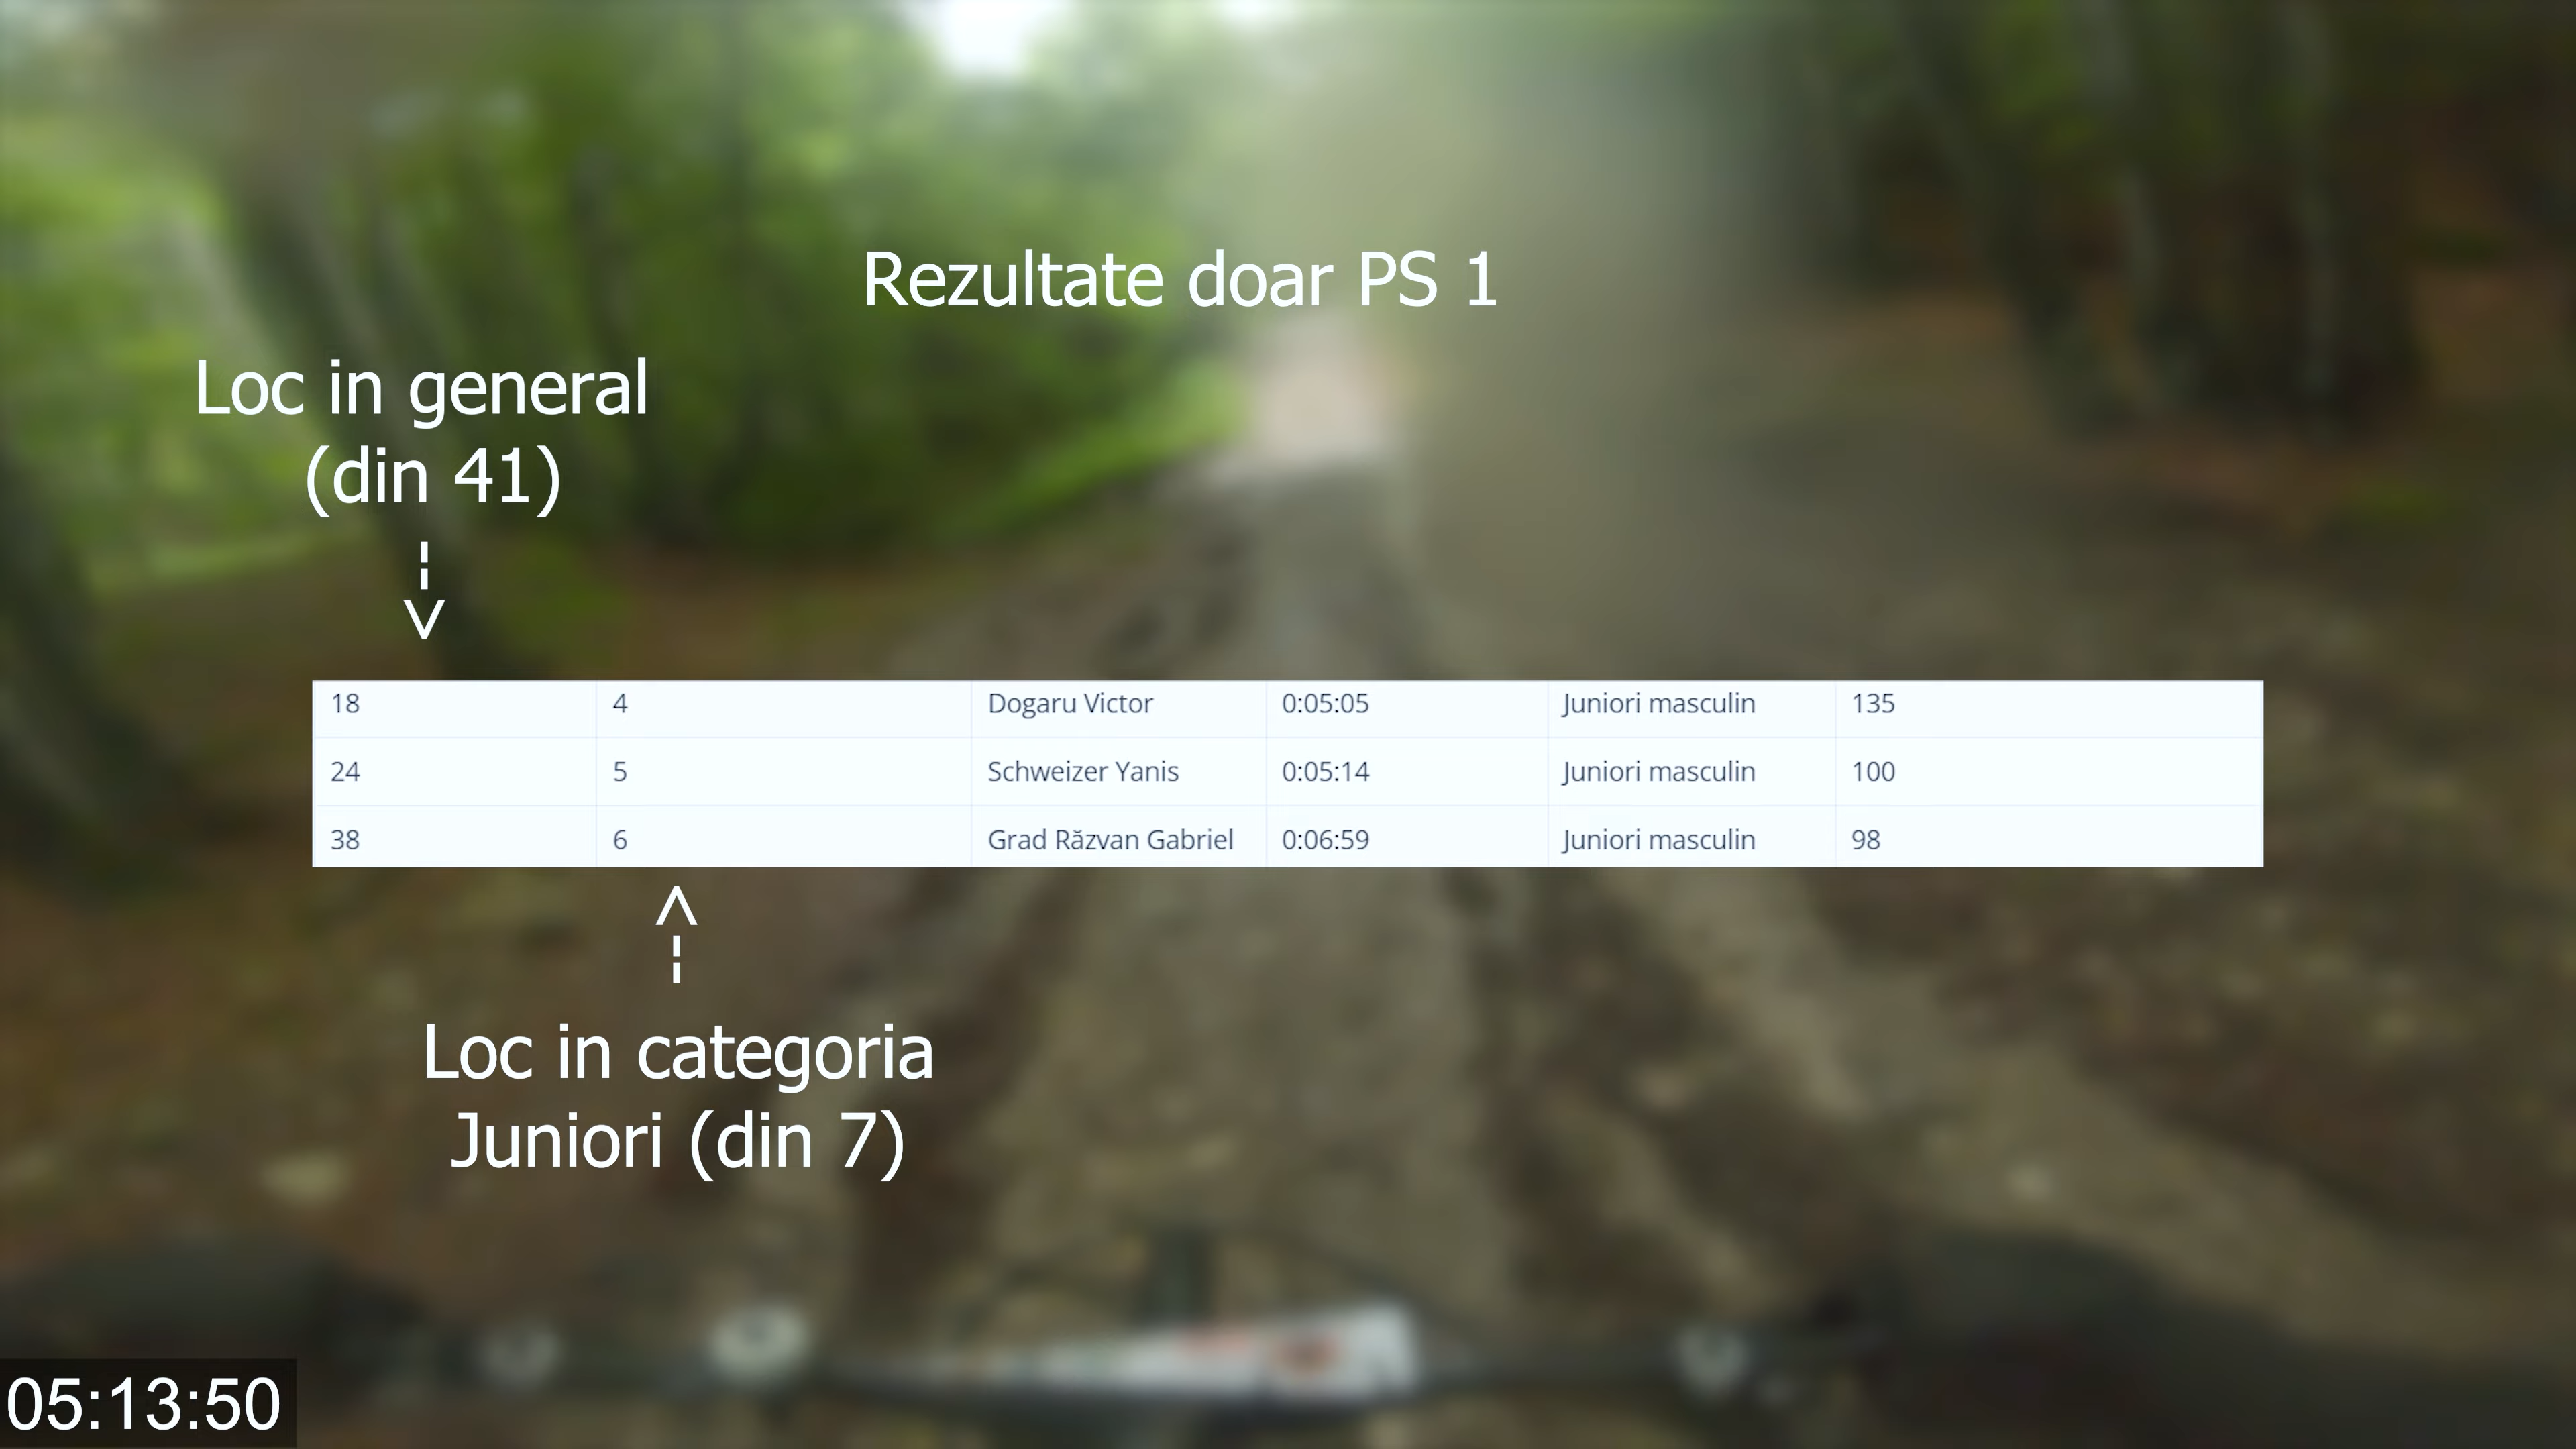 Rezultate doar PS 1
Loc in general
(din 41)
18 4 Dogaru Victor 0:05:05 Juniori masculin 135
24 5 Schweizer Yanis 0:05:14 Juniori masculin 100
38 6 Grad Răzvan Gabriel 0:06:59 Juniori masculin 98
Loc in categoria
Juniori (din 7)
05:13:50